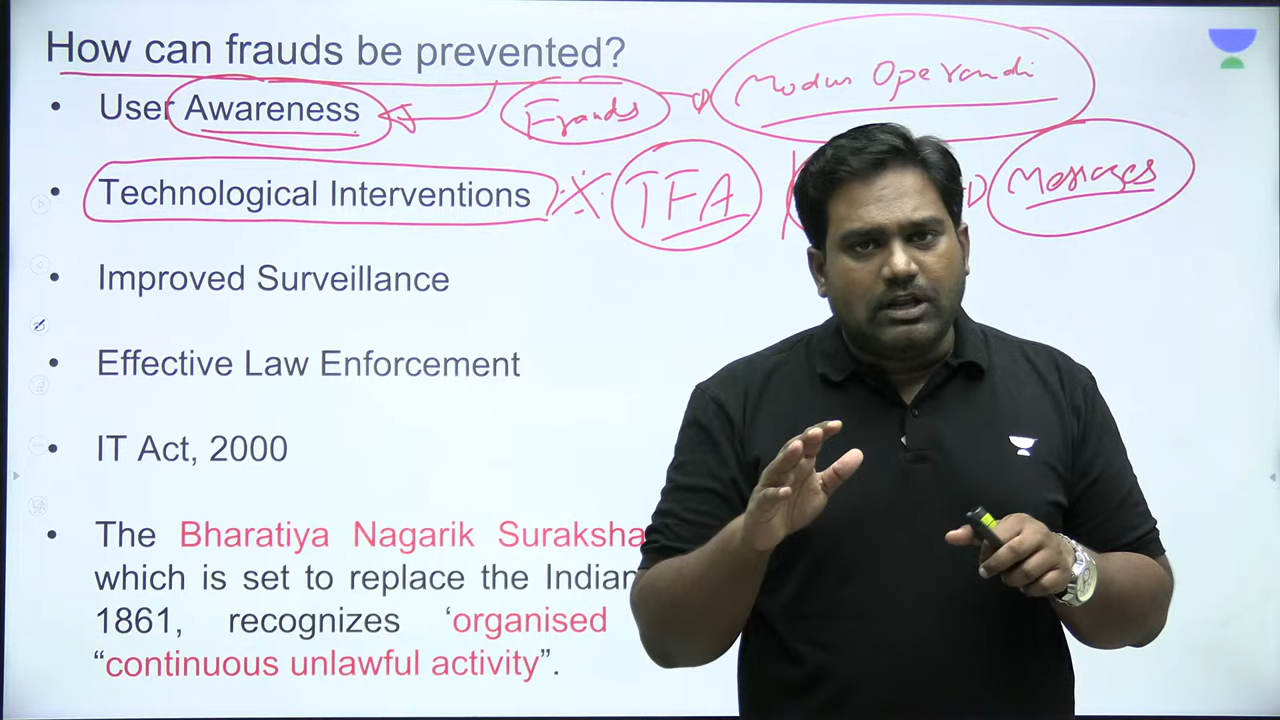 How can frauds be prevented?
Modus Operandi
• User Awareness
Frauds
• Technological Interventions
TFA
Messages
• Improved Surveillance
• Effective Law Enforcement
• IT Act, 2000
• The Bharatiya Nagarik Suraksha
which is set to replace the Indian
1861, recognizes ‘organised
“continuous unlawful activity”.